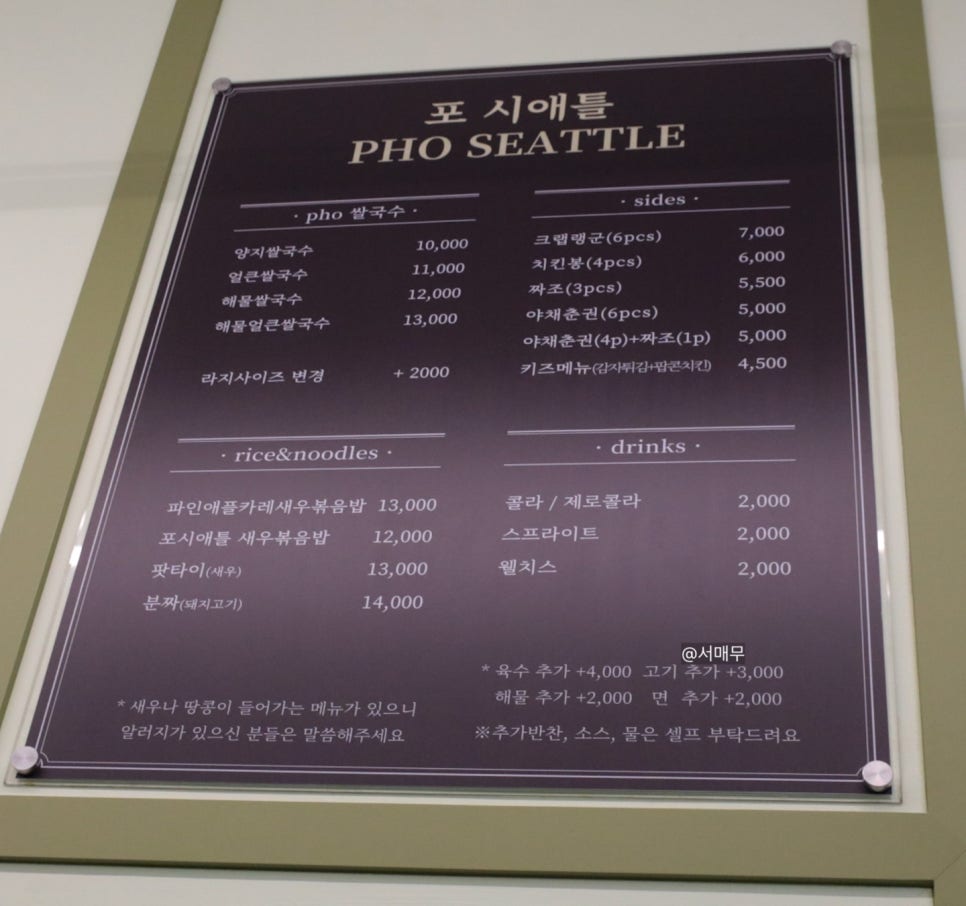 포 시애틀
PHO SEATTLE
· pho 쌀국수 ·
양지쌀국수 10,000
얼큰쌀국수 11,000
해물쌀국수 12,000
해물얼큰쌀국수 13,000
라지사이즈 변경 + 2000
· sides ·
크랩랭군(6pcs) 7,000
치킨봉(4pcs) 6,000
짜조(3pcs) 5,500
야채춘권(6pcs) 5,000
야채춘권(4p)+짜조(1p) 5,000
키즈메뉴(감자튀김+팝콘치킨) 4,500
· rice&noodles ·
파인애플카레새우볶음밥 13,000
포시애틀 새우볶음밥 12,000
팟타이(새우) 13,000
분짜(돼지고기) 14,000
· drinks ·
콜라 / 제로콜라 2,000
스프라이트 2,000
웰치스 2,000
* 새우나 땅콩이 들어가는 메뉴가 있으니
알러지가 있으신 분들은 말씀해주세요
@서매무
* 육수 추가 +4,000 고기 추가 +3,000
해물 추가 +2,000 면 추가 +2,000
※추가반찬, 소스, 물은 셀프 부탁드려요